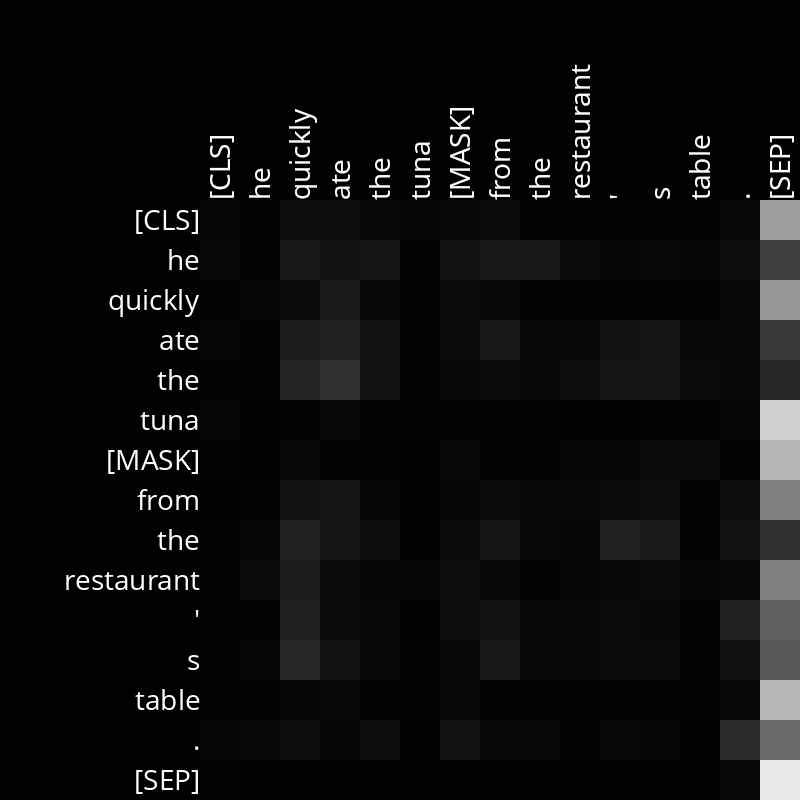 [CLS] he quickly ate the tuna [MASK] from the restaurant ' s table . [SEP]
[CLS]
he
quickly
ate
the
tuna
[MASK]
from
the
restaurant
'
s
table
.
[SEP]